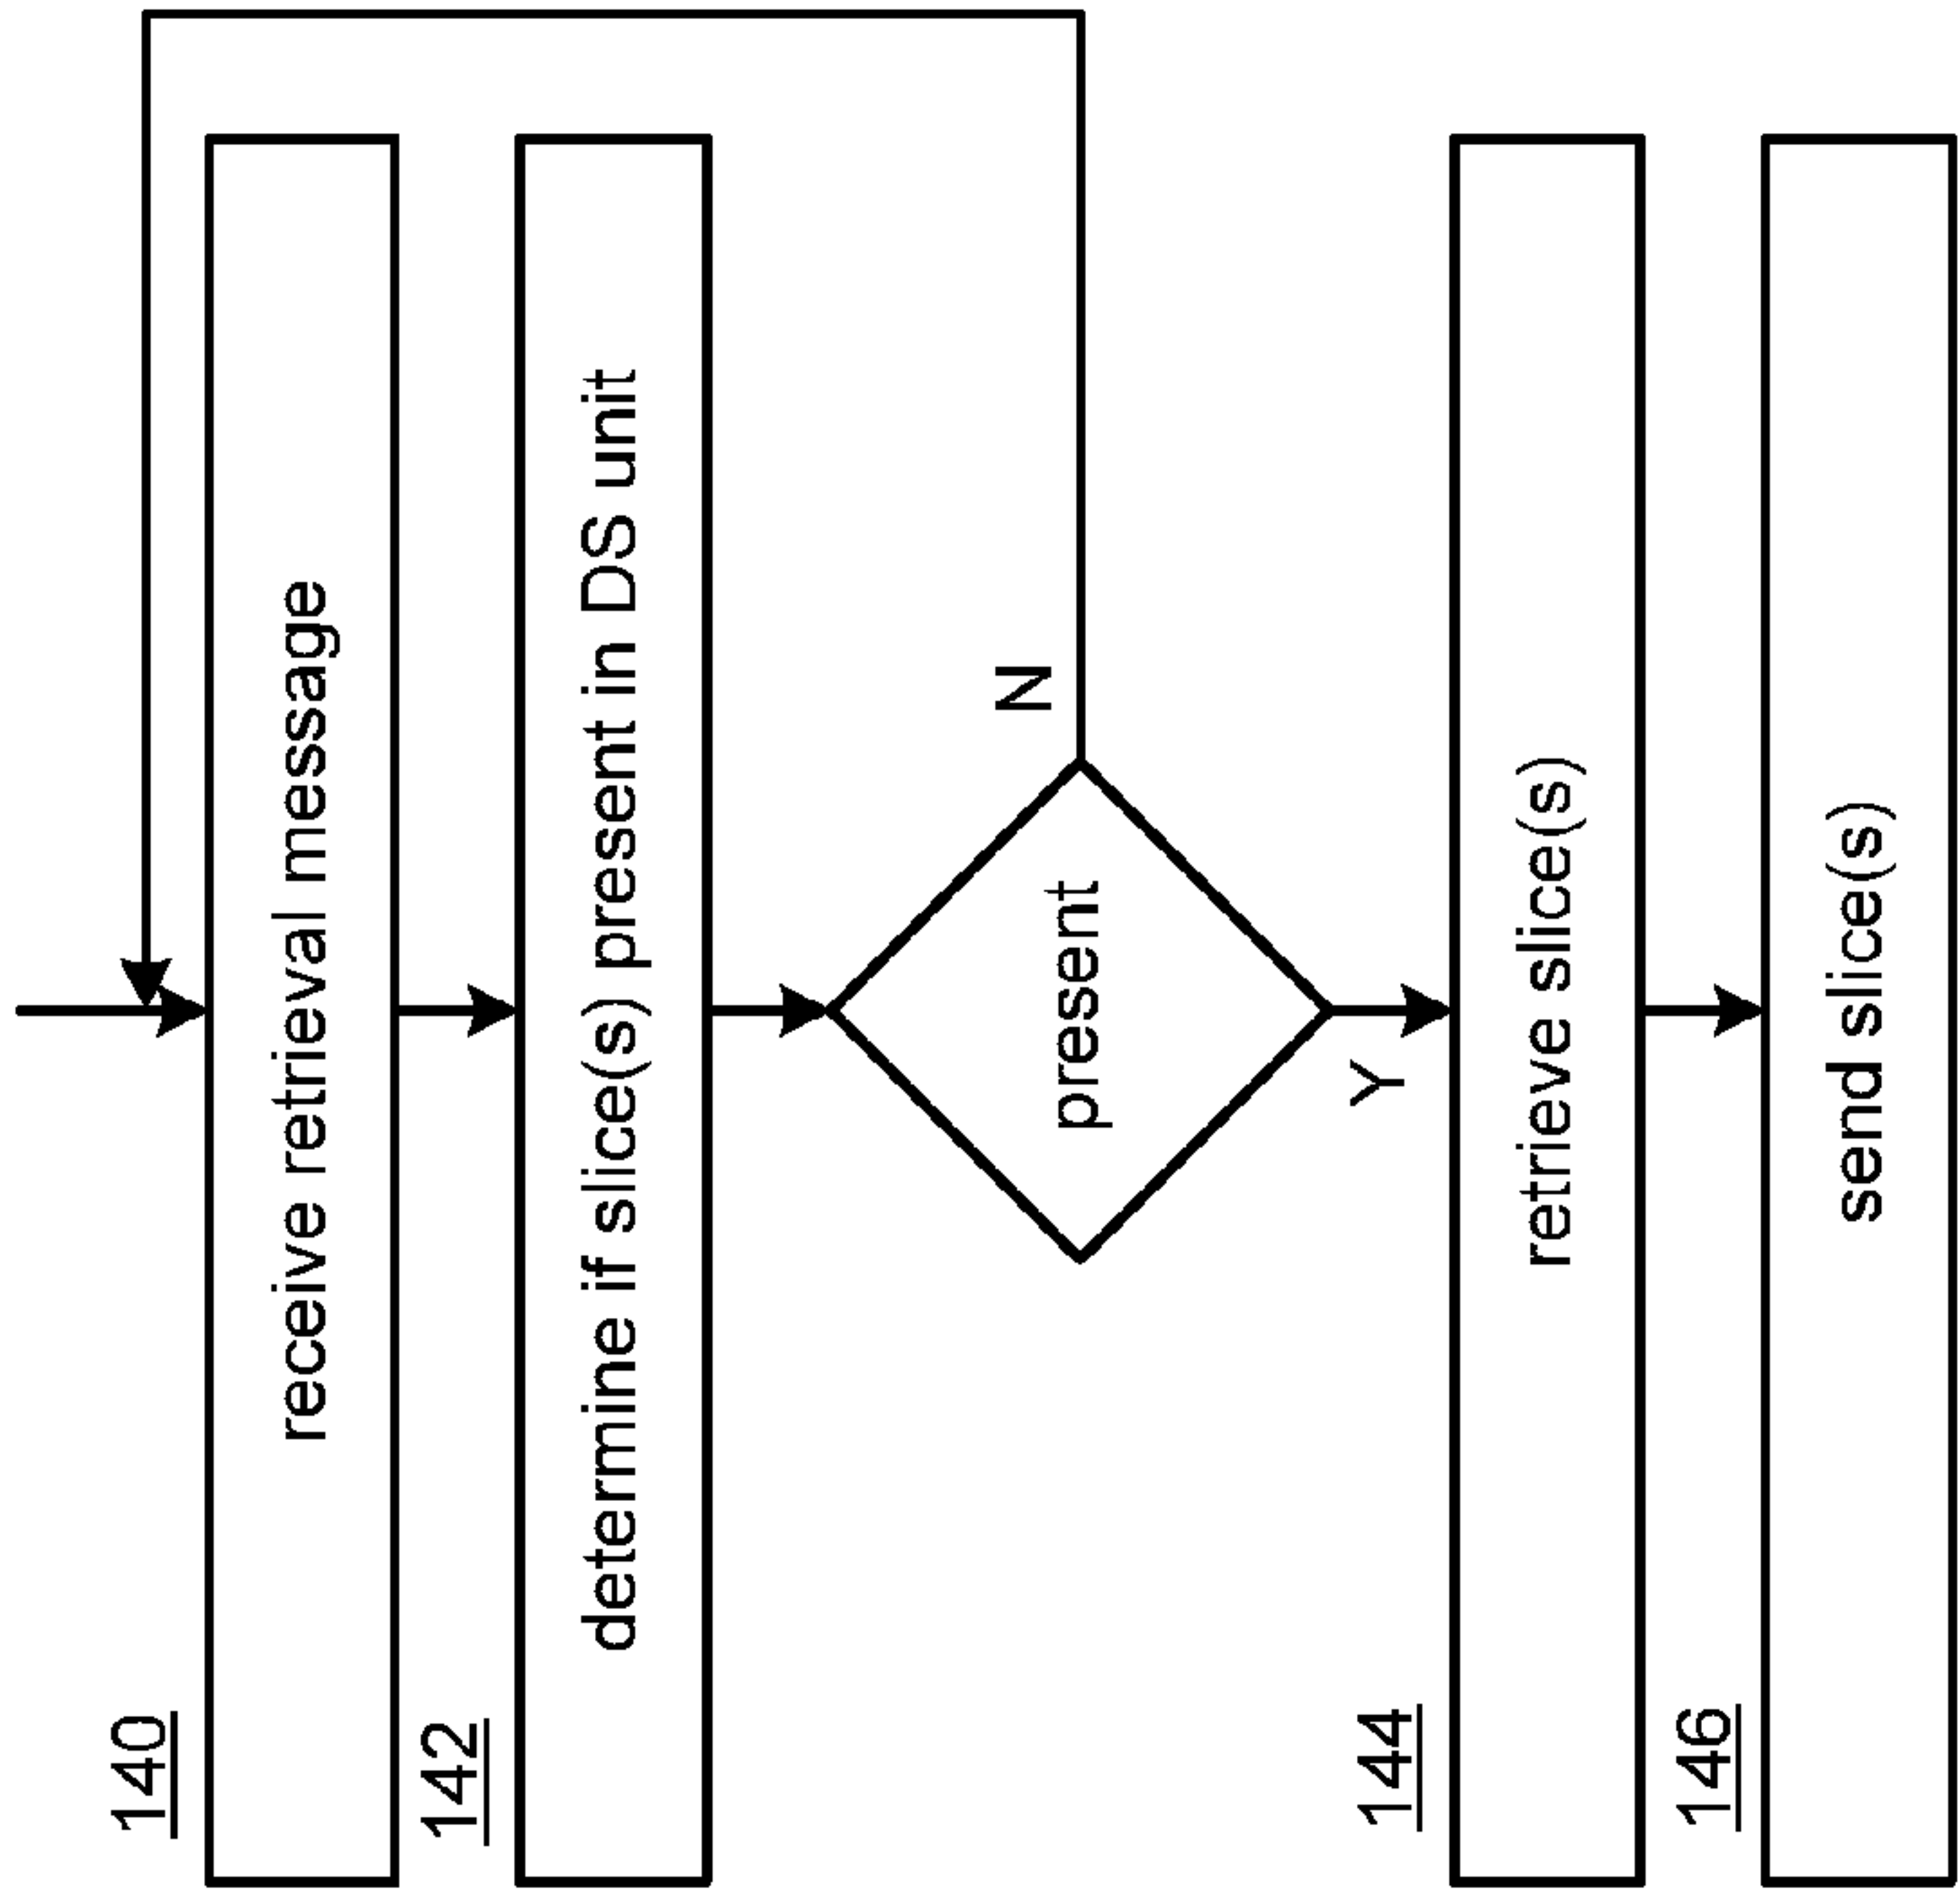 140
receive retrieval message
142
determine if slice(s) present in DS unit
present
N
Y
144
retrieve slice(s)
146
send slice(s)